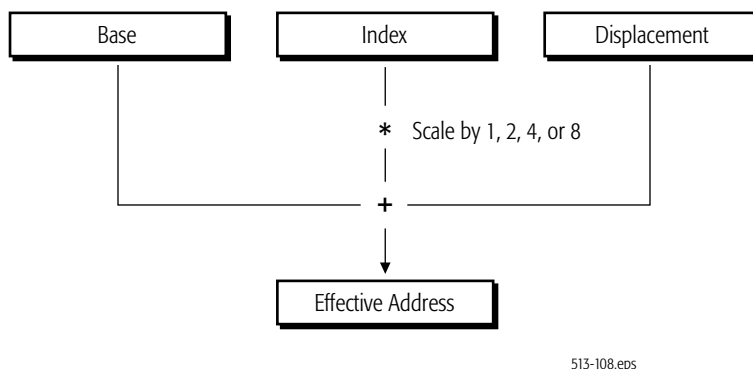 Base
Index
Displacement
* Scale by 1, 2, 4, or 8
+
Effective Address
513-108.eps